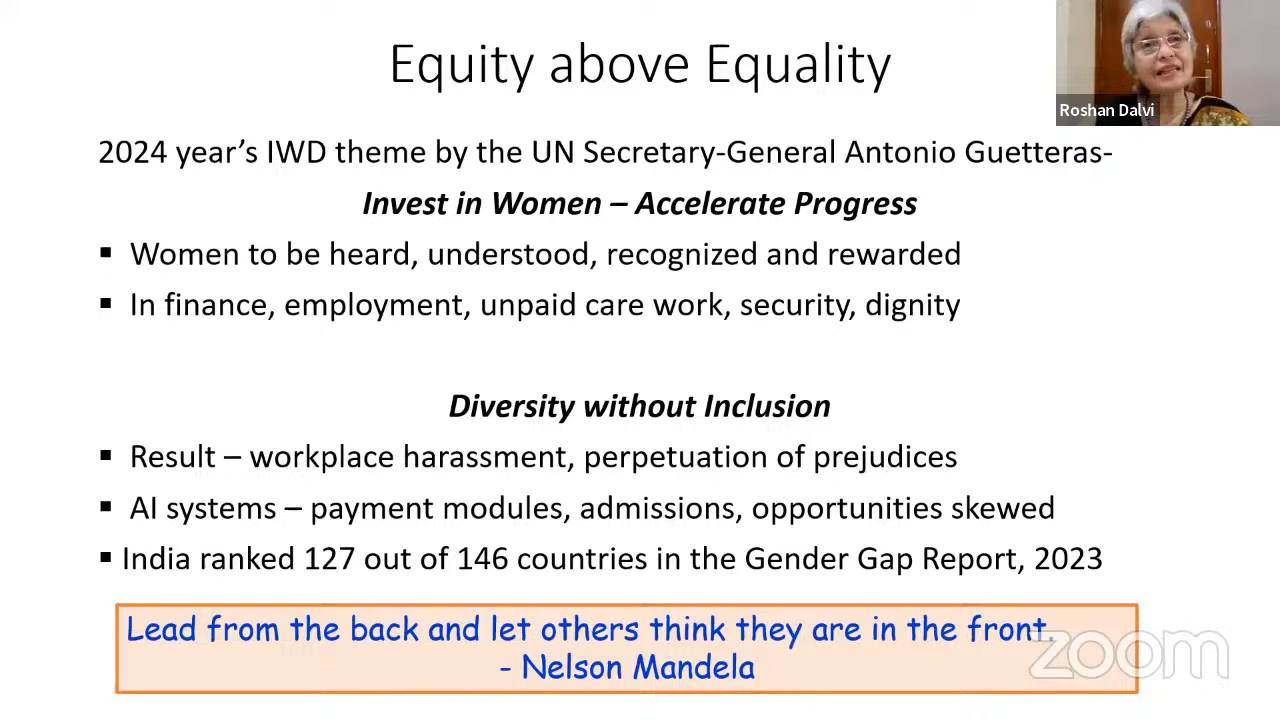 Equity above Equality
Roshan Dalvi
2024 year's IWD theme by the UN Secretary-General Antonio Guetteras-
Invest in Women – Accelerate Progress
▪ Women to be heard, understood, recognized and rewarded
▪ In finance, employment, unpaid care work, security, dignity
Diversity without Inclusion
▪ Result – workplace harassment, perpetuation of prejudices
▪ AI systems – payment modules, admissions, opportunities skewed
▪ India ranked 127 out of 146 countries in the Gender Gap Report, 2023
Lead from the back and let others think they are in the front.
- Nelson Mandela
zoom